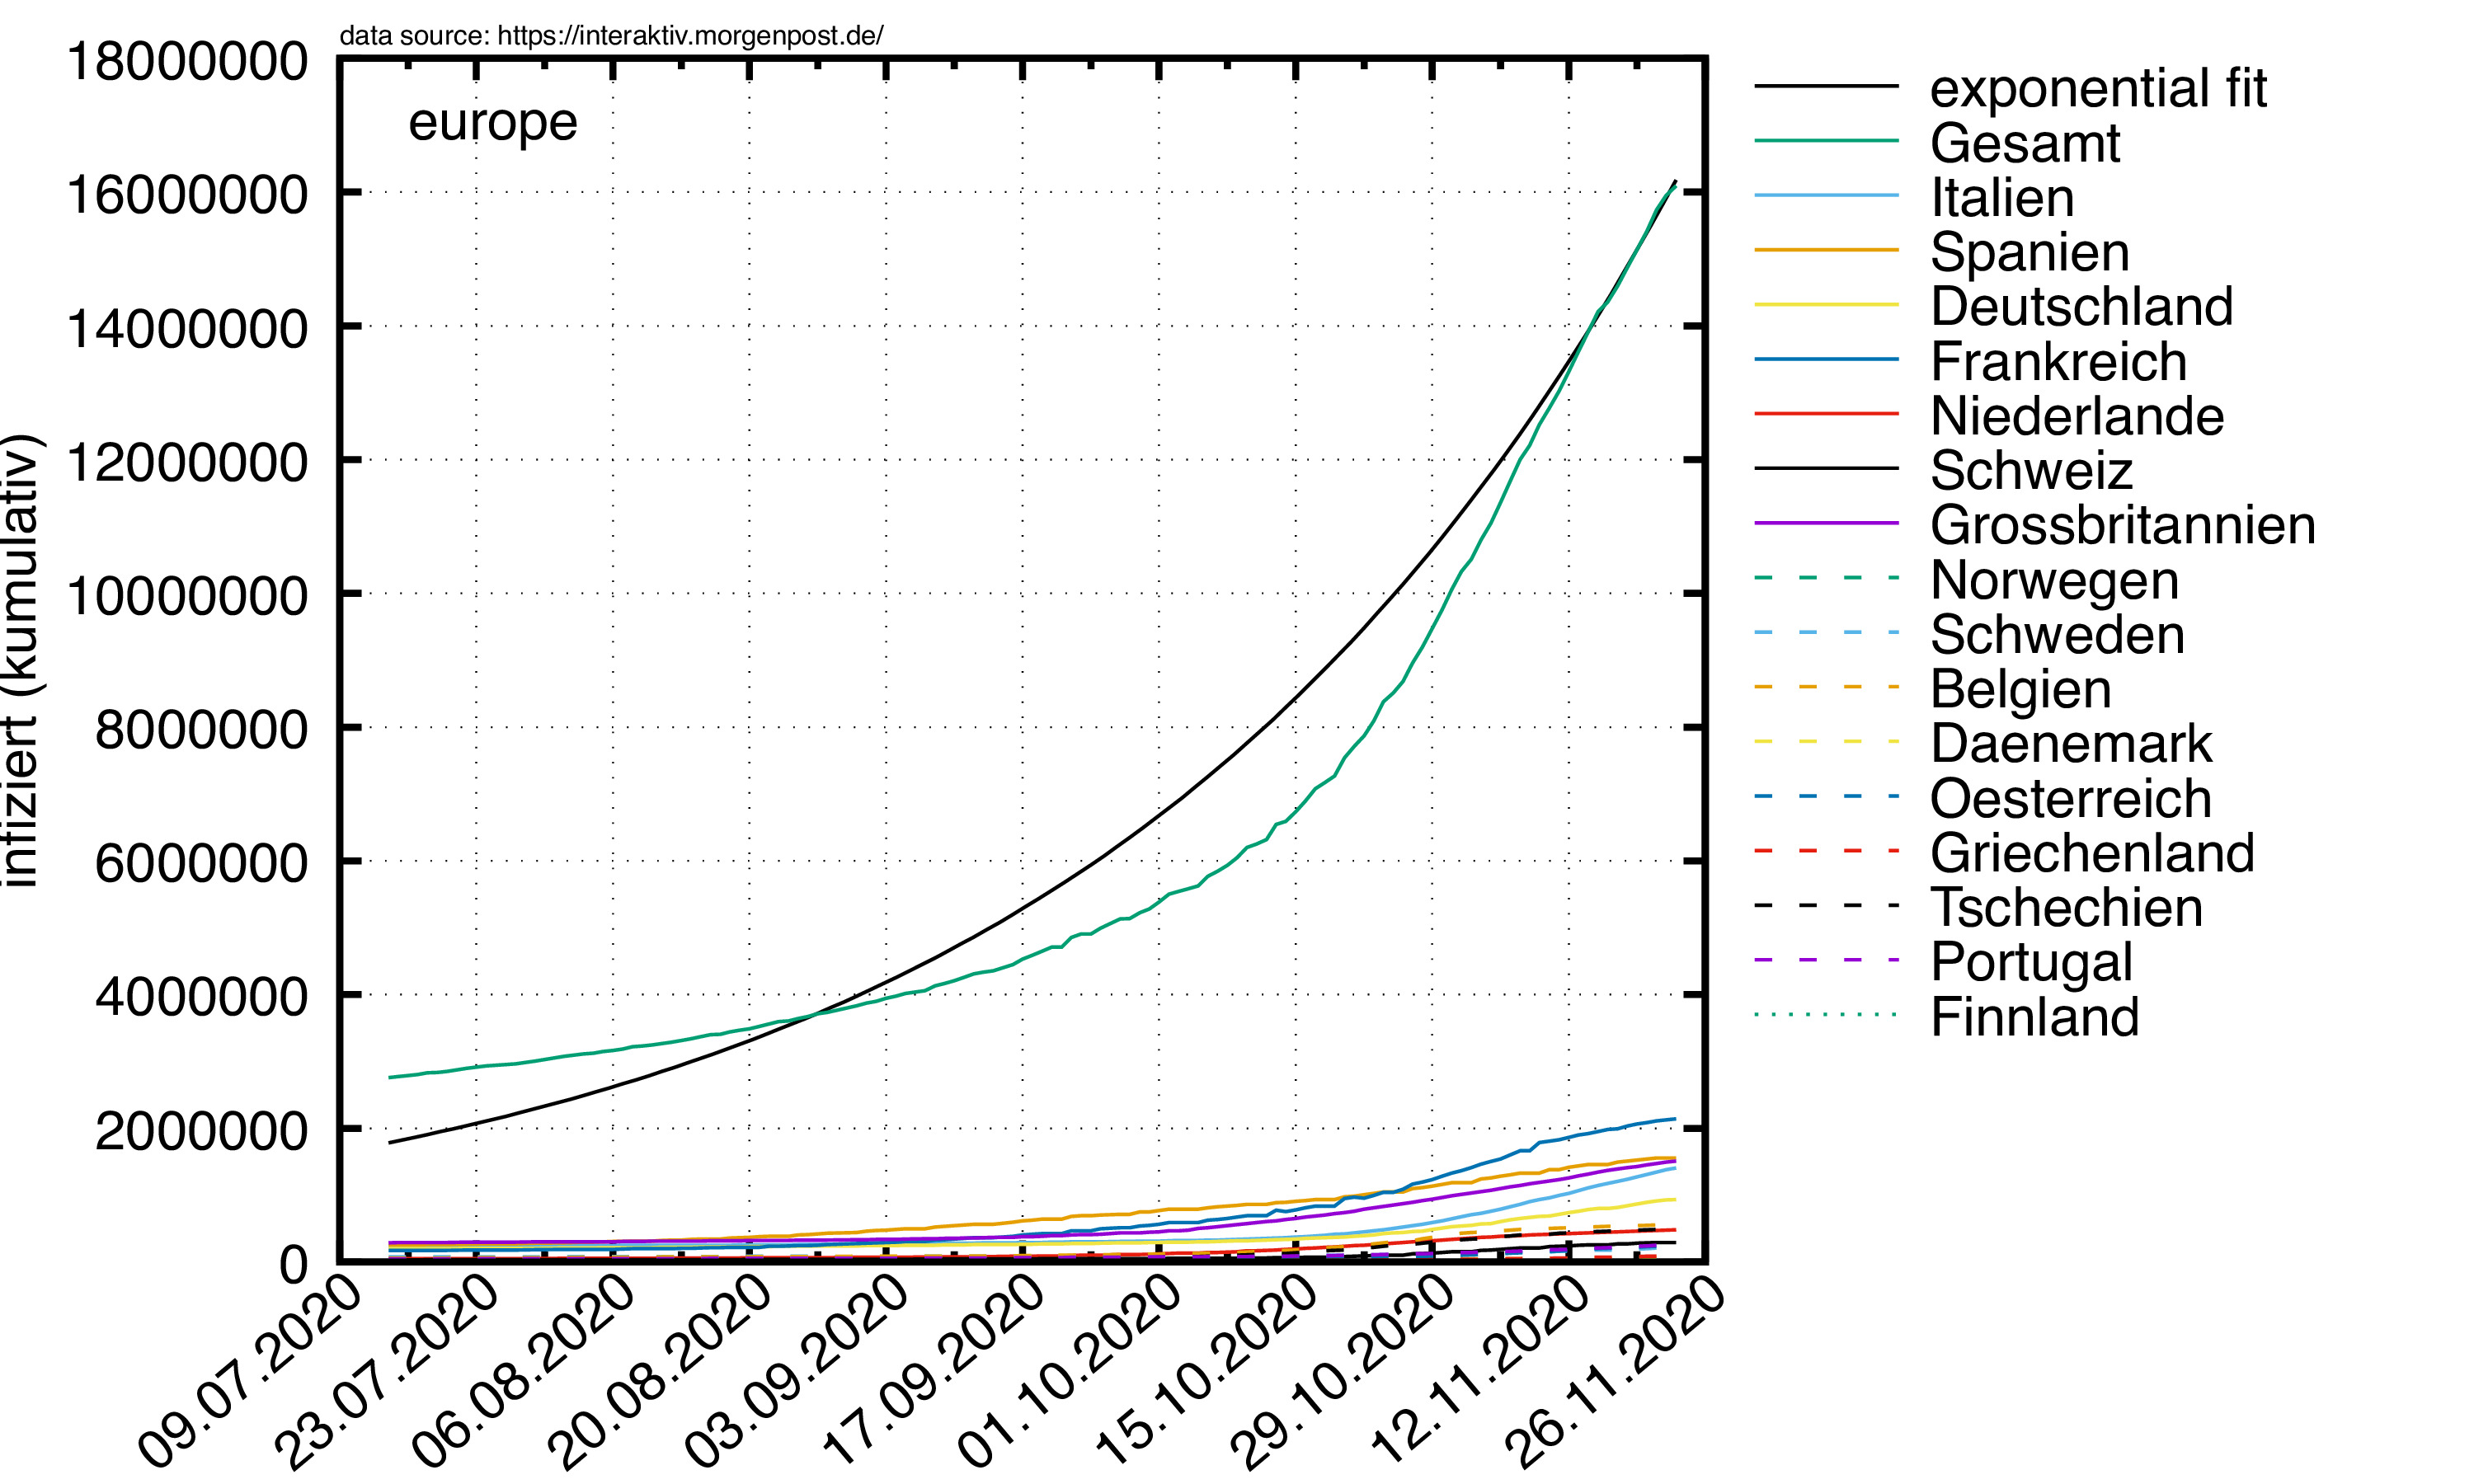 data source: https://interaktiv.morgenpost.de/
europe
infiziert (kumulativ)
18000000
16000000
14000000
12000000
10000000
8000000
6000000
4000000
2000000
0
09.07.2020
23.07.2020
06.08.2020
20.08.2020
03.09.2020
17.09.2020
01.10.2020
15.10.2020
29.10.2020
12.11.2020
26.11.2020
exponential fit
Gesamt
Italien
Spanien
Deutschland
Frankreich
Niederlande
Schweiz
Grossbritannien
Norwegen
Schweden
Belgien
Daenemark
Oesterreich
Griechenland
Tschechien
Portugal
Finnland